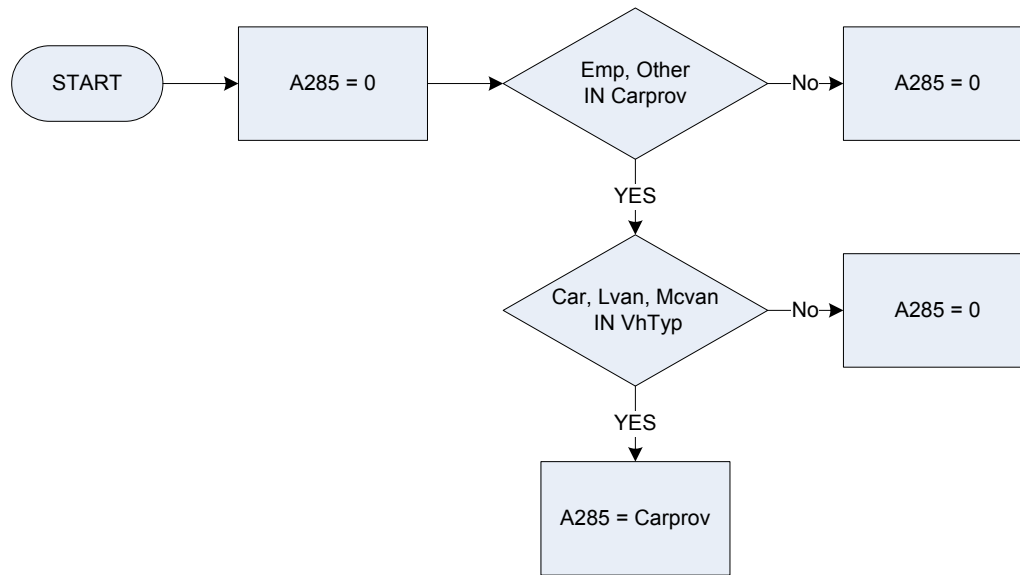 START
A285 = 0
Emp, Other
IN Carprov
No
A285 = 0
YES
Car, Lvan, Mcvan
IN VhTyp
No
A285 = 0
YES
A285 = Carprov